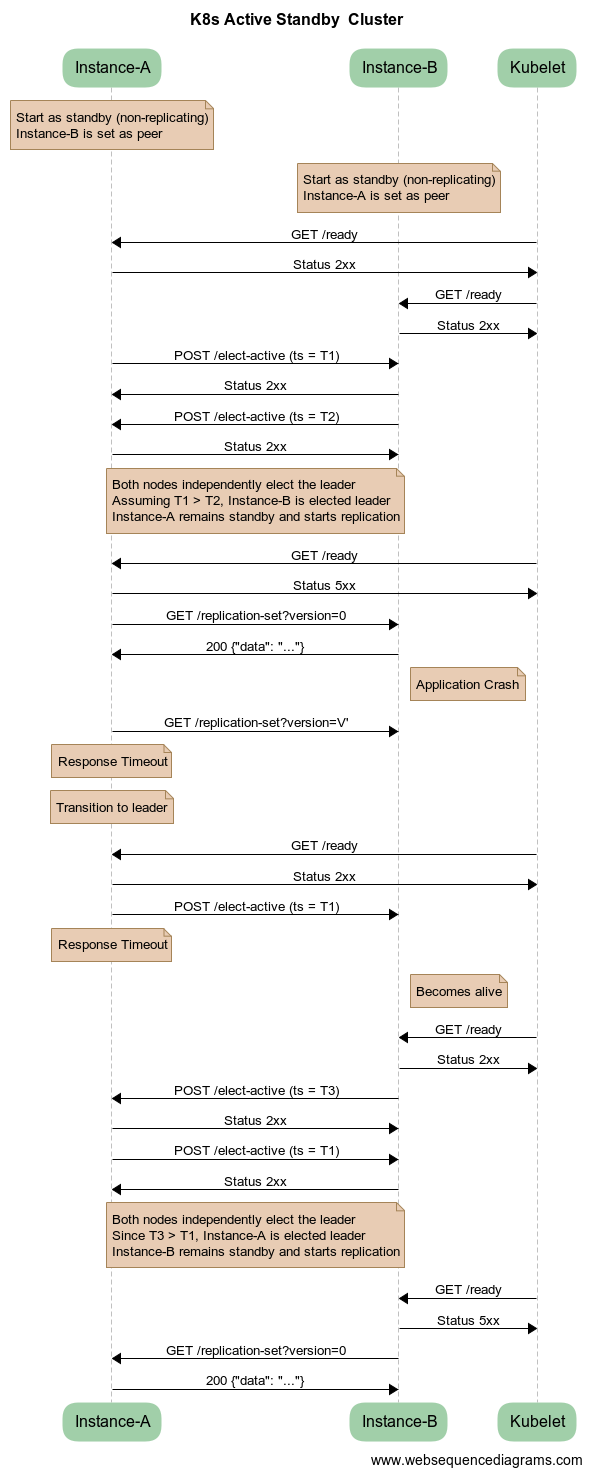 K8s Active Standby  Cluster
Instance-A
Instance-B
Kubelet
Start as standby (non-replicating)
Instance-B is set as peer
Start as standby (non-replicating)
Instance-A is set as peer
GET /ready
Status 2xx
GET /ready
Status 2xx
POST /elect-active (ts = T1)
Status 2xx
POST /elect-active (ts = T2)
Status 2xx
Both nodes independently elect the leader
Assuming T1 > T2, Instance-B is elected leader
Instance-A remains standby and starts replication
GET /ready
Status 5xx
GET /replication-set?version=0
200 {"data": "..."}
Application Crash
GET /replication-set?version=V'
Response Timeout
Transition to leader
GET /ready
Status 2xx
POST /elect-active (ts = T1)
Response Timeout
Becomes alive
GET /ready
Status 2xx
POST /elect-active (ts = T3)
Status 2xx
POST /elect-active (ts = T1)
Status 2xx
Both nodes independently elect the leader
Since T3 > T1, Instance-A is elected leader
Instance-B remains standby and starts replication
GET /ready
Status 5xx
GET /replication-set?version=0
200 {"data": "..."}
Instance-A
Instance-B
Kubelet
www.websequencediagrams.com